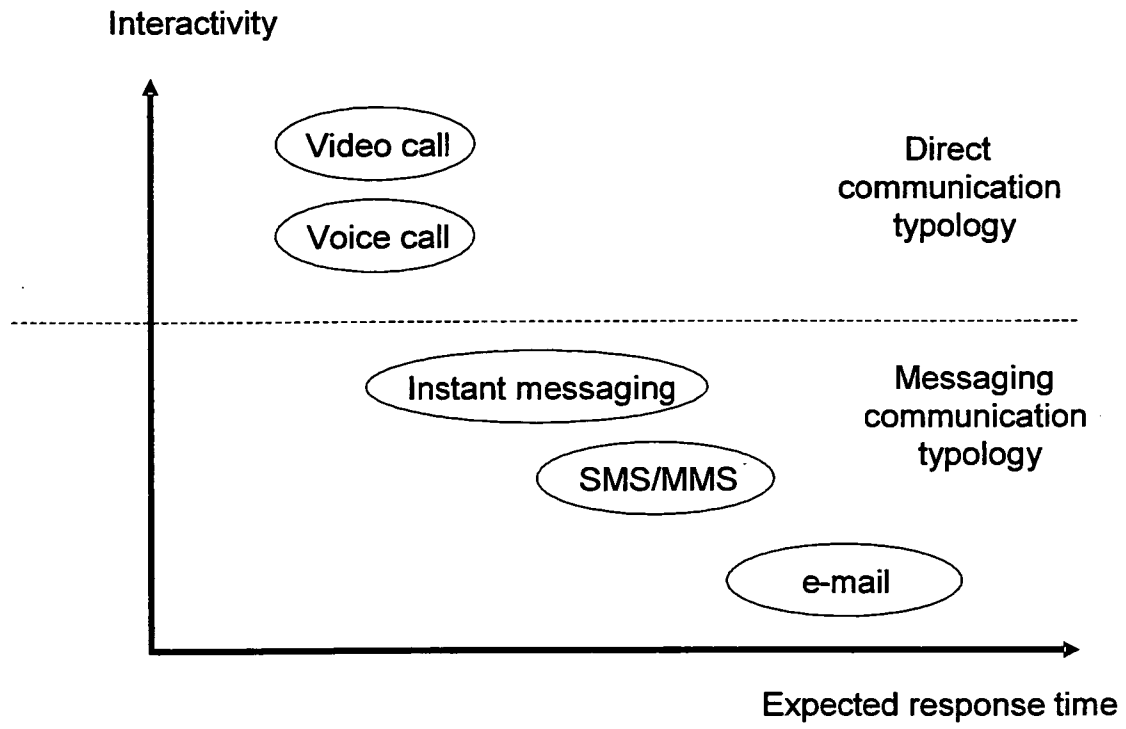 Interactivity
Video call
Direct
communication
typology
Voice call
Instant messaging
Messaging
communication
typology
SMS/MMS
e-mail
Expected response time